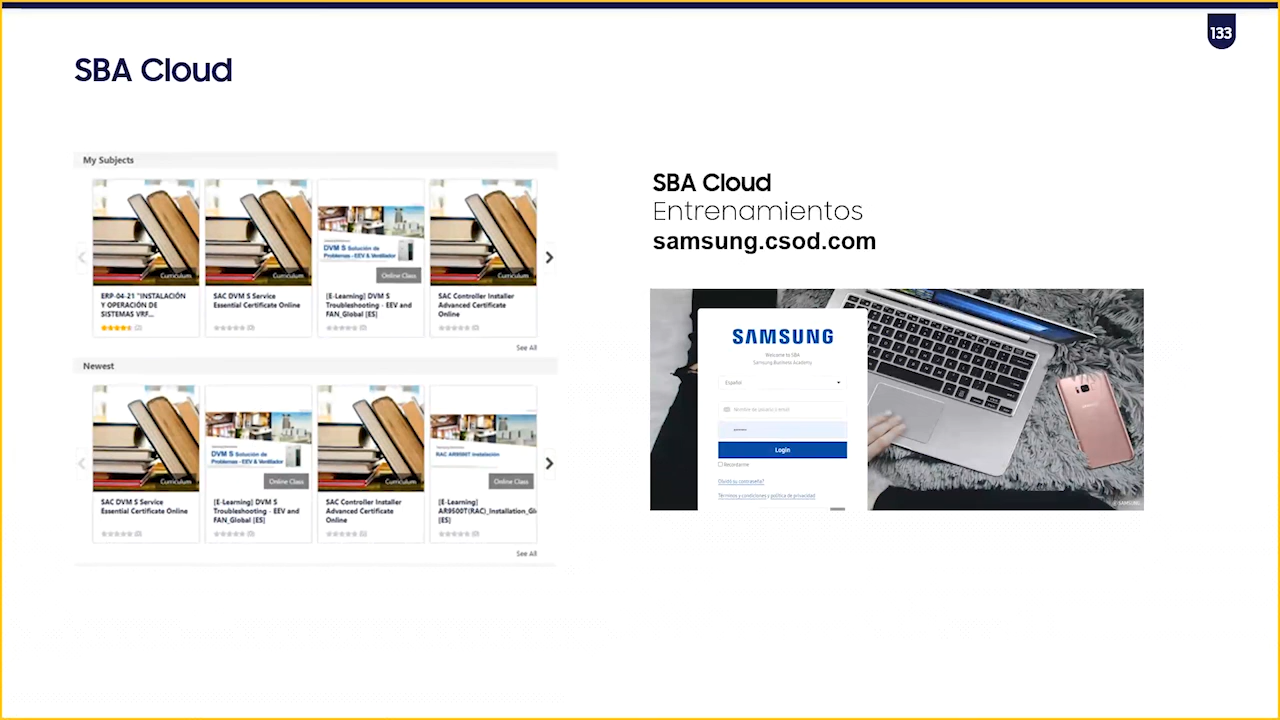 133
SBA Cloud
My Subjects
Curriculum
Curriculum
DVM S Solución de
Problemas - EEV & Ventilador
Online Class
Curriculum
ERP-04-21 "INSTALACIÓN
Y OPERACIÓN DE
SISTEMAS VRF...
SAC DVM S Service
Essential Certificate Online
[E-Learning] DVM S
Troubleshooting - EEV and
FAN_Global [ES]
SAC Controller Installer
Advanced Certificate
Online
See All
Newest
Curriculum
DVM S Solución de
Problemas - EEV & Ventilador
Online Class
Curriculum
RAC AR9500T Instalación
Online Class
SAC DVM S Service
Essential Certificate Online
[E-Learning] DVM S
Troubleshooting - EEV and
FAN_Global [ES]
SAC Controller Installer
Advanced Certificate
Online
[E-Learning]
AR9500T(RAC)_Installation_Gl
[ES]
See All
SBA Cloud
Entrenamientos
samsung.csod.com
SAMSUNG
Welcome to SBA
Samsung Business Academy
Español
Nombre de usuario o email
Login
Recordarme
¿Olvidó su contraseña?
Términos y condiciones y política de privacidad
© SAMSUNG